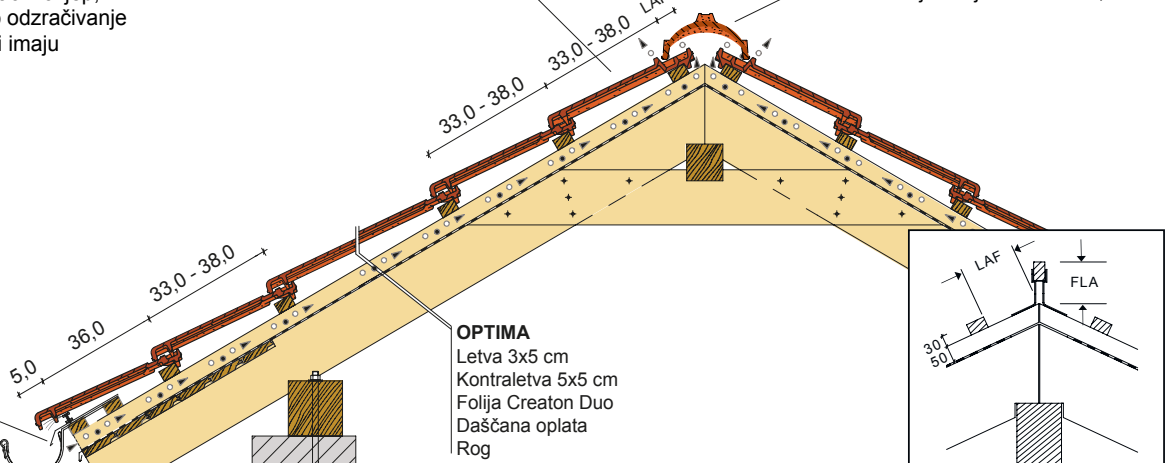 o odzračivanje
i imaju
33,0 - 38,0
33,0 - 38,0
33,0 - 38,0
36,0
5,0
OPTIMA
Letva 3x5 cm
Kontraletva 5x5 cm
Folija Creaton Duo
Daščana oplata
Rog
LAF
FLA
30
50